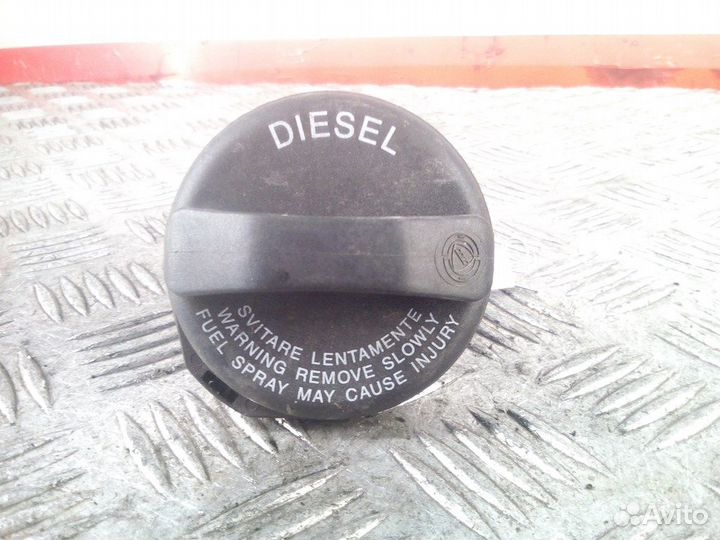 DIESEL
SVITARE LENTAMENTE
WARNING REMOVE SLOWLY
FUEL SPRAY MAY CAUSE INJURY
Avito